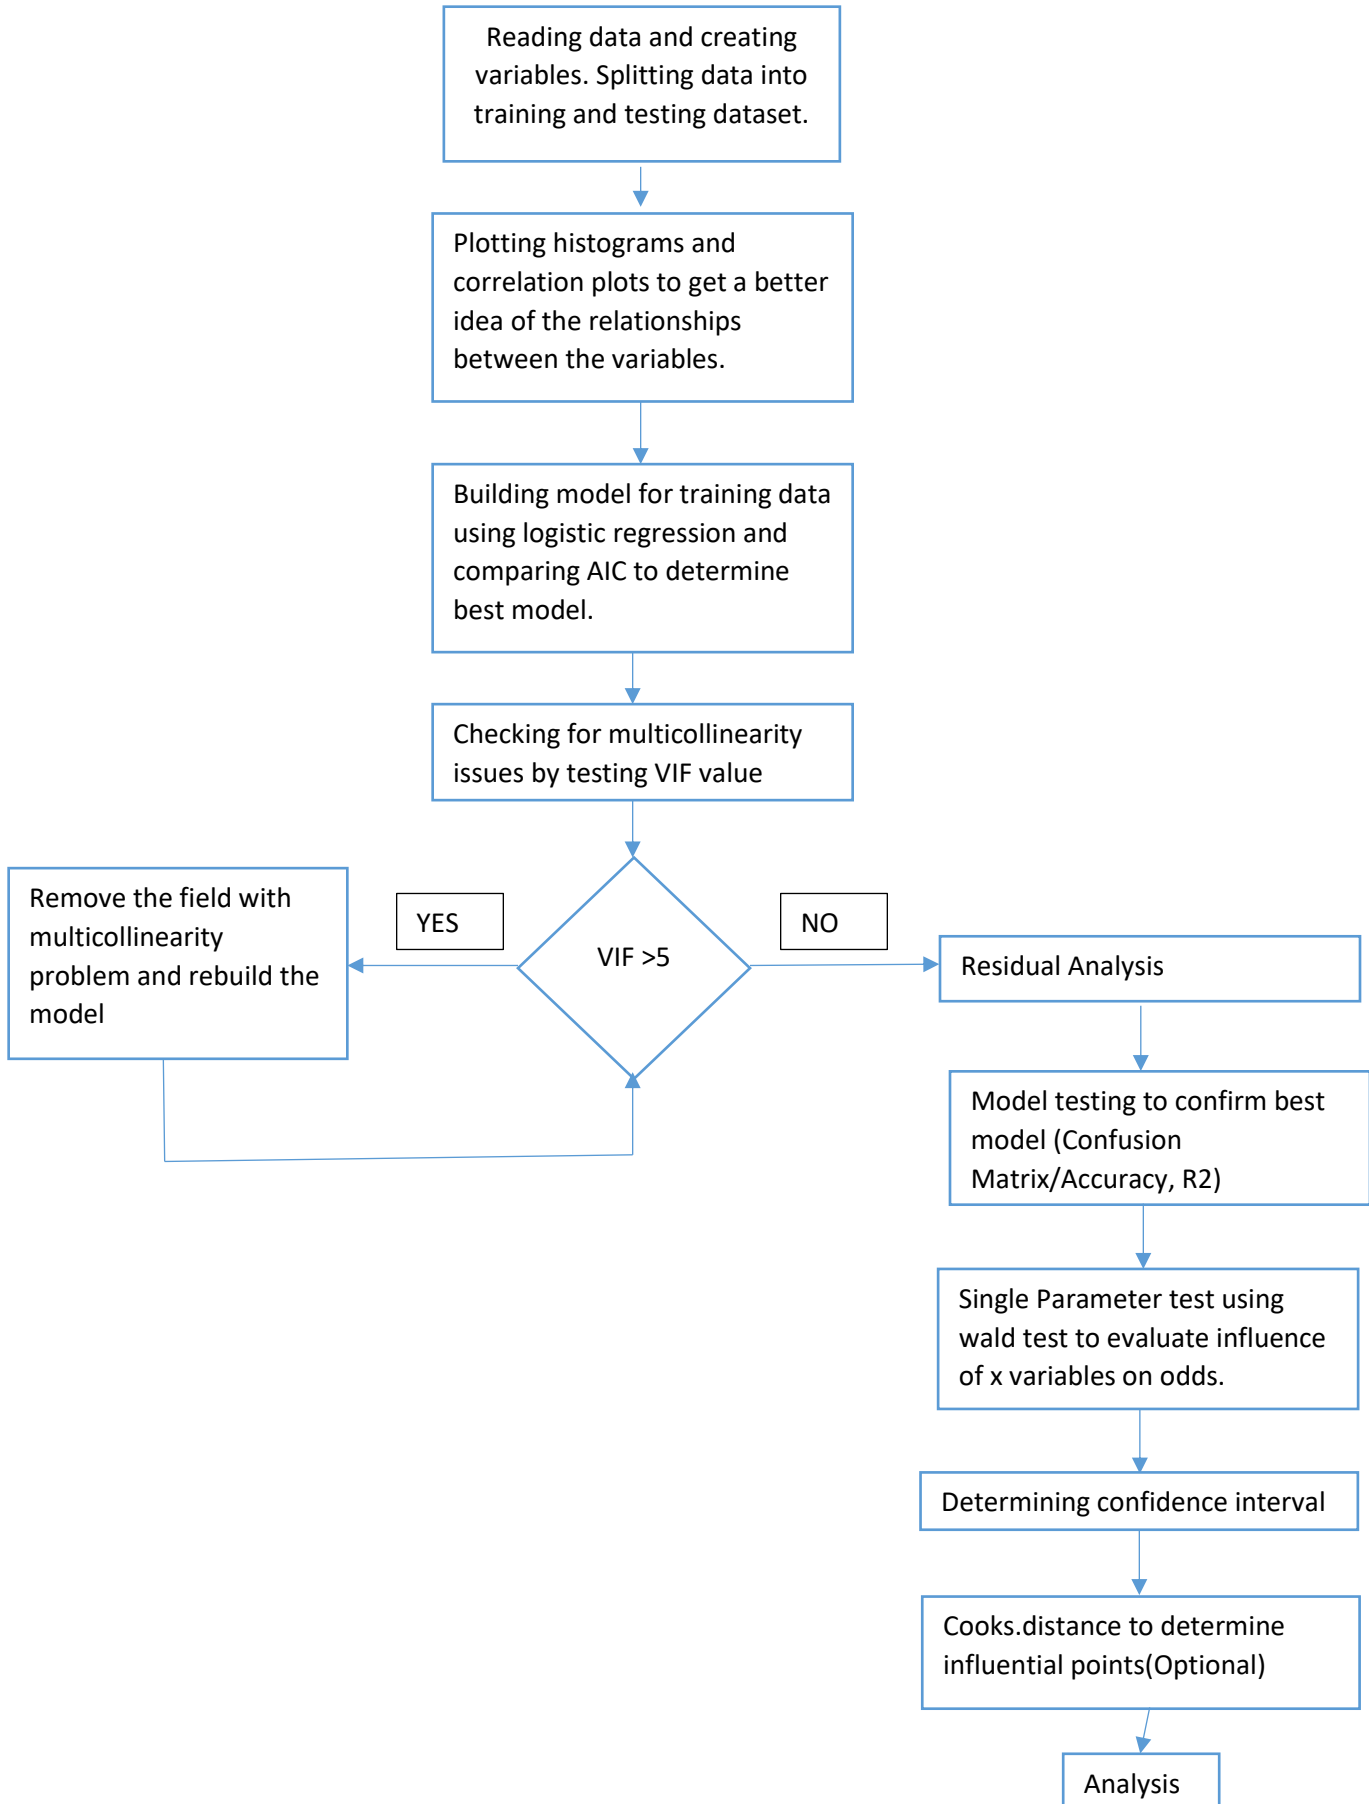 Reading data and creating
variables. Splitting data into
training and testing dataset.
Plotting histograms and
correlation plots to get a better
idea of the relationships
between the variables.
Building model for training data
using logistic regression and
comparing AIC to determine
best model.
Checking for multicollinearity
issues by testing VIF value
Remove the field with
multicollinearity
problem and rebuild the
model
YES
VIF >5
NO
Residual Analysis
Model testing to confirm best
model (Confusion
Matrix/Accuracy, R2)
Single Parameter test using
wald test to evaluate influence
of x variables on odds.
Determining confidence interval
Cooks.distance to determine
influential points(Optional)
Analysis